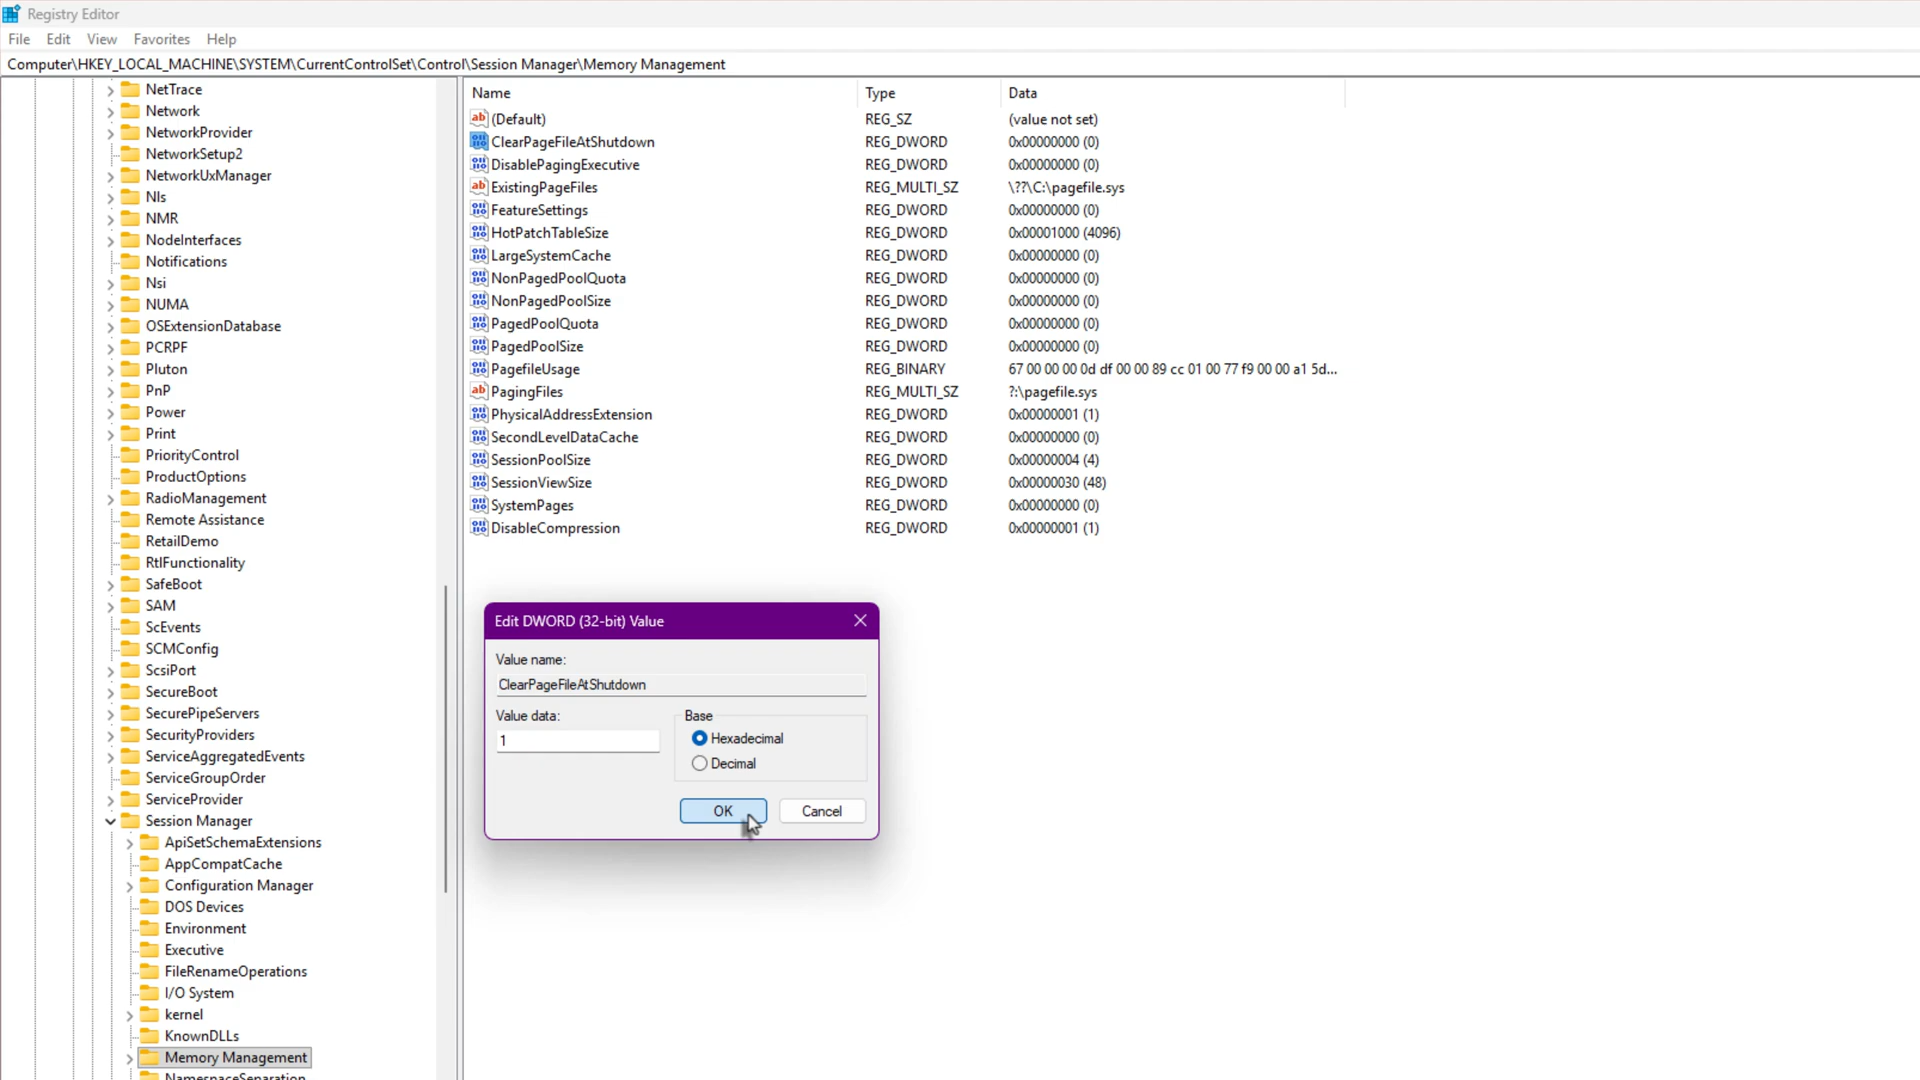 Registry Editor
File Edit View Favorites Help
Computer\HKEY_LOCAL_MACHINE\SYSTEM\CurrentControlSet\Control\Session Manager\Memory Management
NetTrace
Network
NetworkProvider
NetworkSetup2
NetworkUxManager
Nls
NMR
NodeInterfaces
Notifications
Nsi
NUMA
OSExtensionDatabase
PCRPF
Pluton
PnP
Power
Print
PriorityControl
ProductOptions
RadioManagement
Remote Assistance
RetailDemo
RtlFunctionality
SafeBoot
SAM
ScEvents
SCMConfig
ScsiPort
SecureBoot
SecurePipeServers
SecurityProviders
ServiceAggregatedEvents
ServiceGroupOrder
ServiceProvider
Session Manager
ApiSetSchemaExtensions
AppCompatCache
Configuration Manager
DOS Devices
Environment
Executive
FileRenameOperations
I/O System
kernel
KnownDLLs
Memory Management
NamespaceSeparation
Name Type Data
(Default) REG_SZ (value not set)
ClearPageFileAtShutdown REG_DWORD 0x00000000 (0)
DisablePagingExecutive REG_DWORD 0x00000000 (0)
ExistingPageFiles REG_MULTI_SZ \??\C:\pagefile.sys
FeatureSettings REG_DWORD 0x00000000 (0)
HotPatchTableSize REG_DWORD 0x00001000 (4096)
LargeSystemCache REG_DWORD 0x00000000 (0)
NonPagedPoolQuota REG_DWORD 0x00000000 (0)
NonPagedPoolSize REG_DWORD 0x00000000 (0)
PagedPoolQuota REG_DWORD 0x00000000 (0)
PagedPoolSize REG_DWORD 0x00000000 (0)
PagefileUsage REG_BINARY 67 00 00 00 0d df 00 00 89 cc 01 00 77 f9 00 00 a1 5d...
PagingFiles REG_MULTI_SZ ?:\pagefile.sys
PhysicalAddressExtension REG_DWORD 0x00000001 (1)
SecondLevelDataCache REG_DWORD 0x00000000 (0)
SessionPoolSize REG_DWORD 0x00000004 (4)
SessionViewSize REG_DWORD 0x00000030 (48)
SystemPages REG_DWORD 0x00000000 (0)
DisableCompression REG_DWORD 0x00000001 (1)
Edit DWORD (32-bit) Value
Value name:
ClearPageFileAtShutdown
Value data: Base
1 Hexadecimal
Decimal
OK Cancel